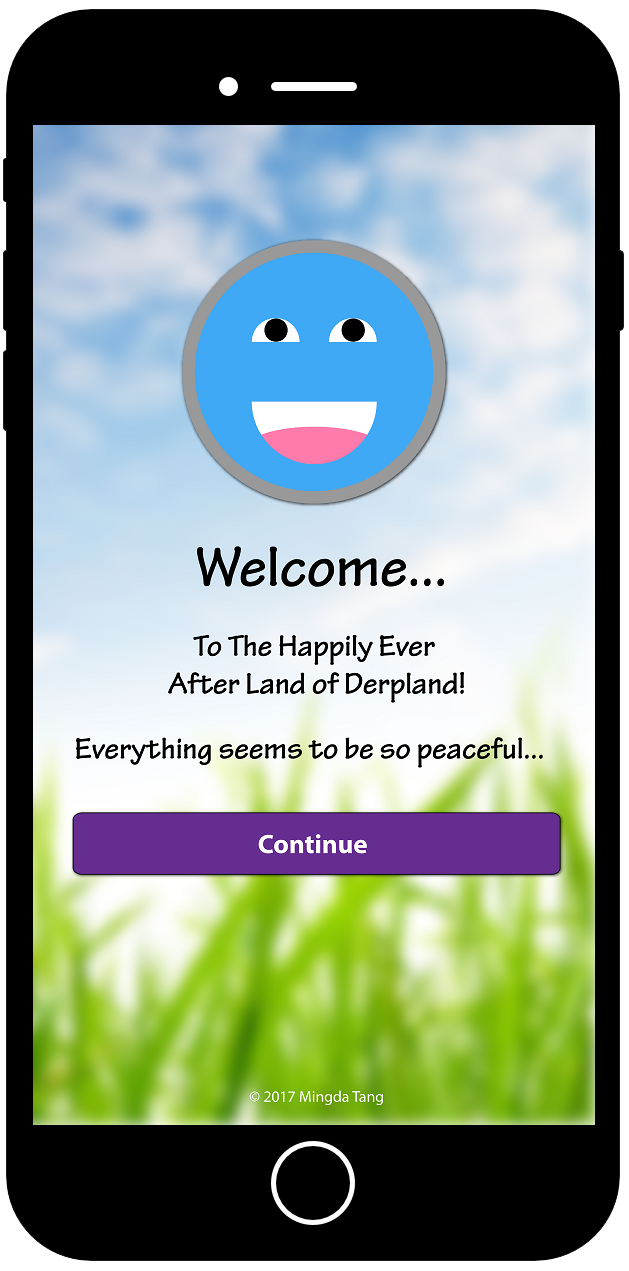 Welcome...
To The Happily Ever
After Land of Derpland!
Everything seems to be so peaceful...
Continue
© 2017 Mingda Tang